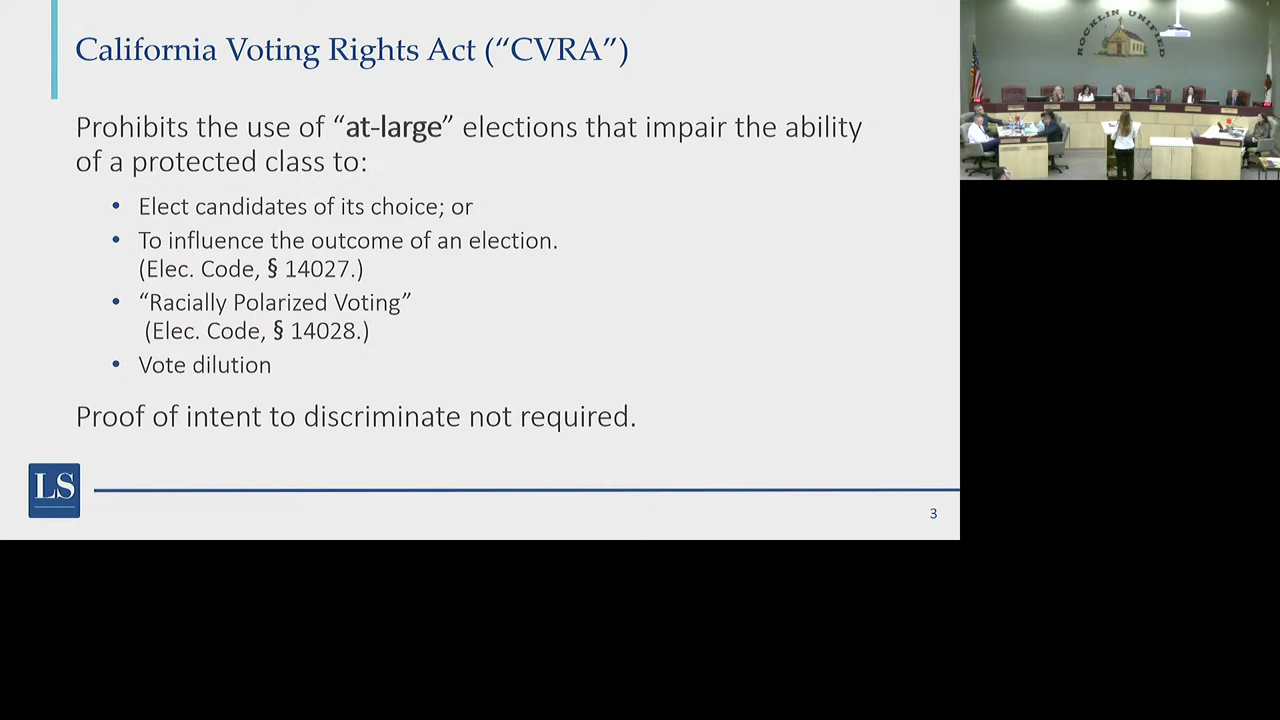 California Voting Rights Act (“CVRA”)
Prohibits the use of “at-large” elections that impair the ability
of a protected class to:
• Elect candidates of its choice; or
• To influence the outcome of an election.
(Elec. Code, § 14027.)
• “Racially Polarized Voting”
(Elec. Code, § 14028.)
• Vote dilution
Proof of intent to discriminate not required.
LS
3
ROCKLIN UNIFIED